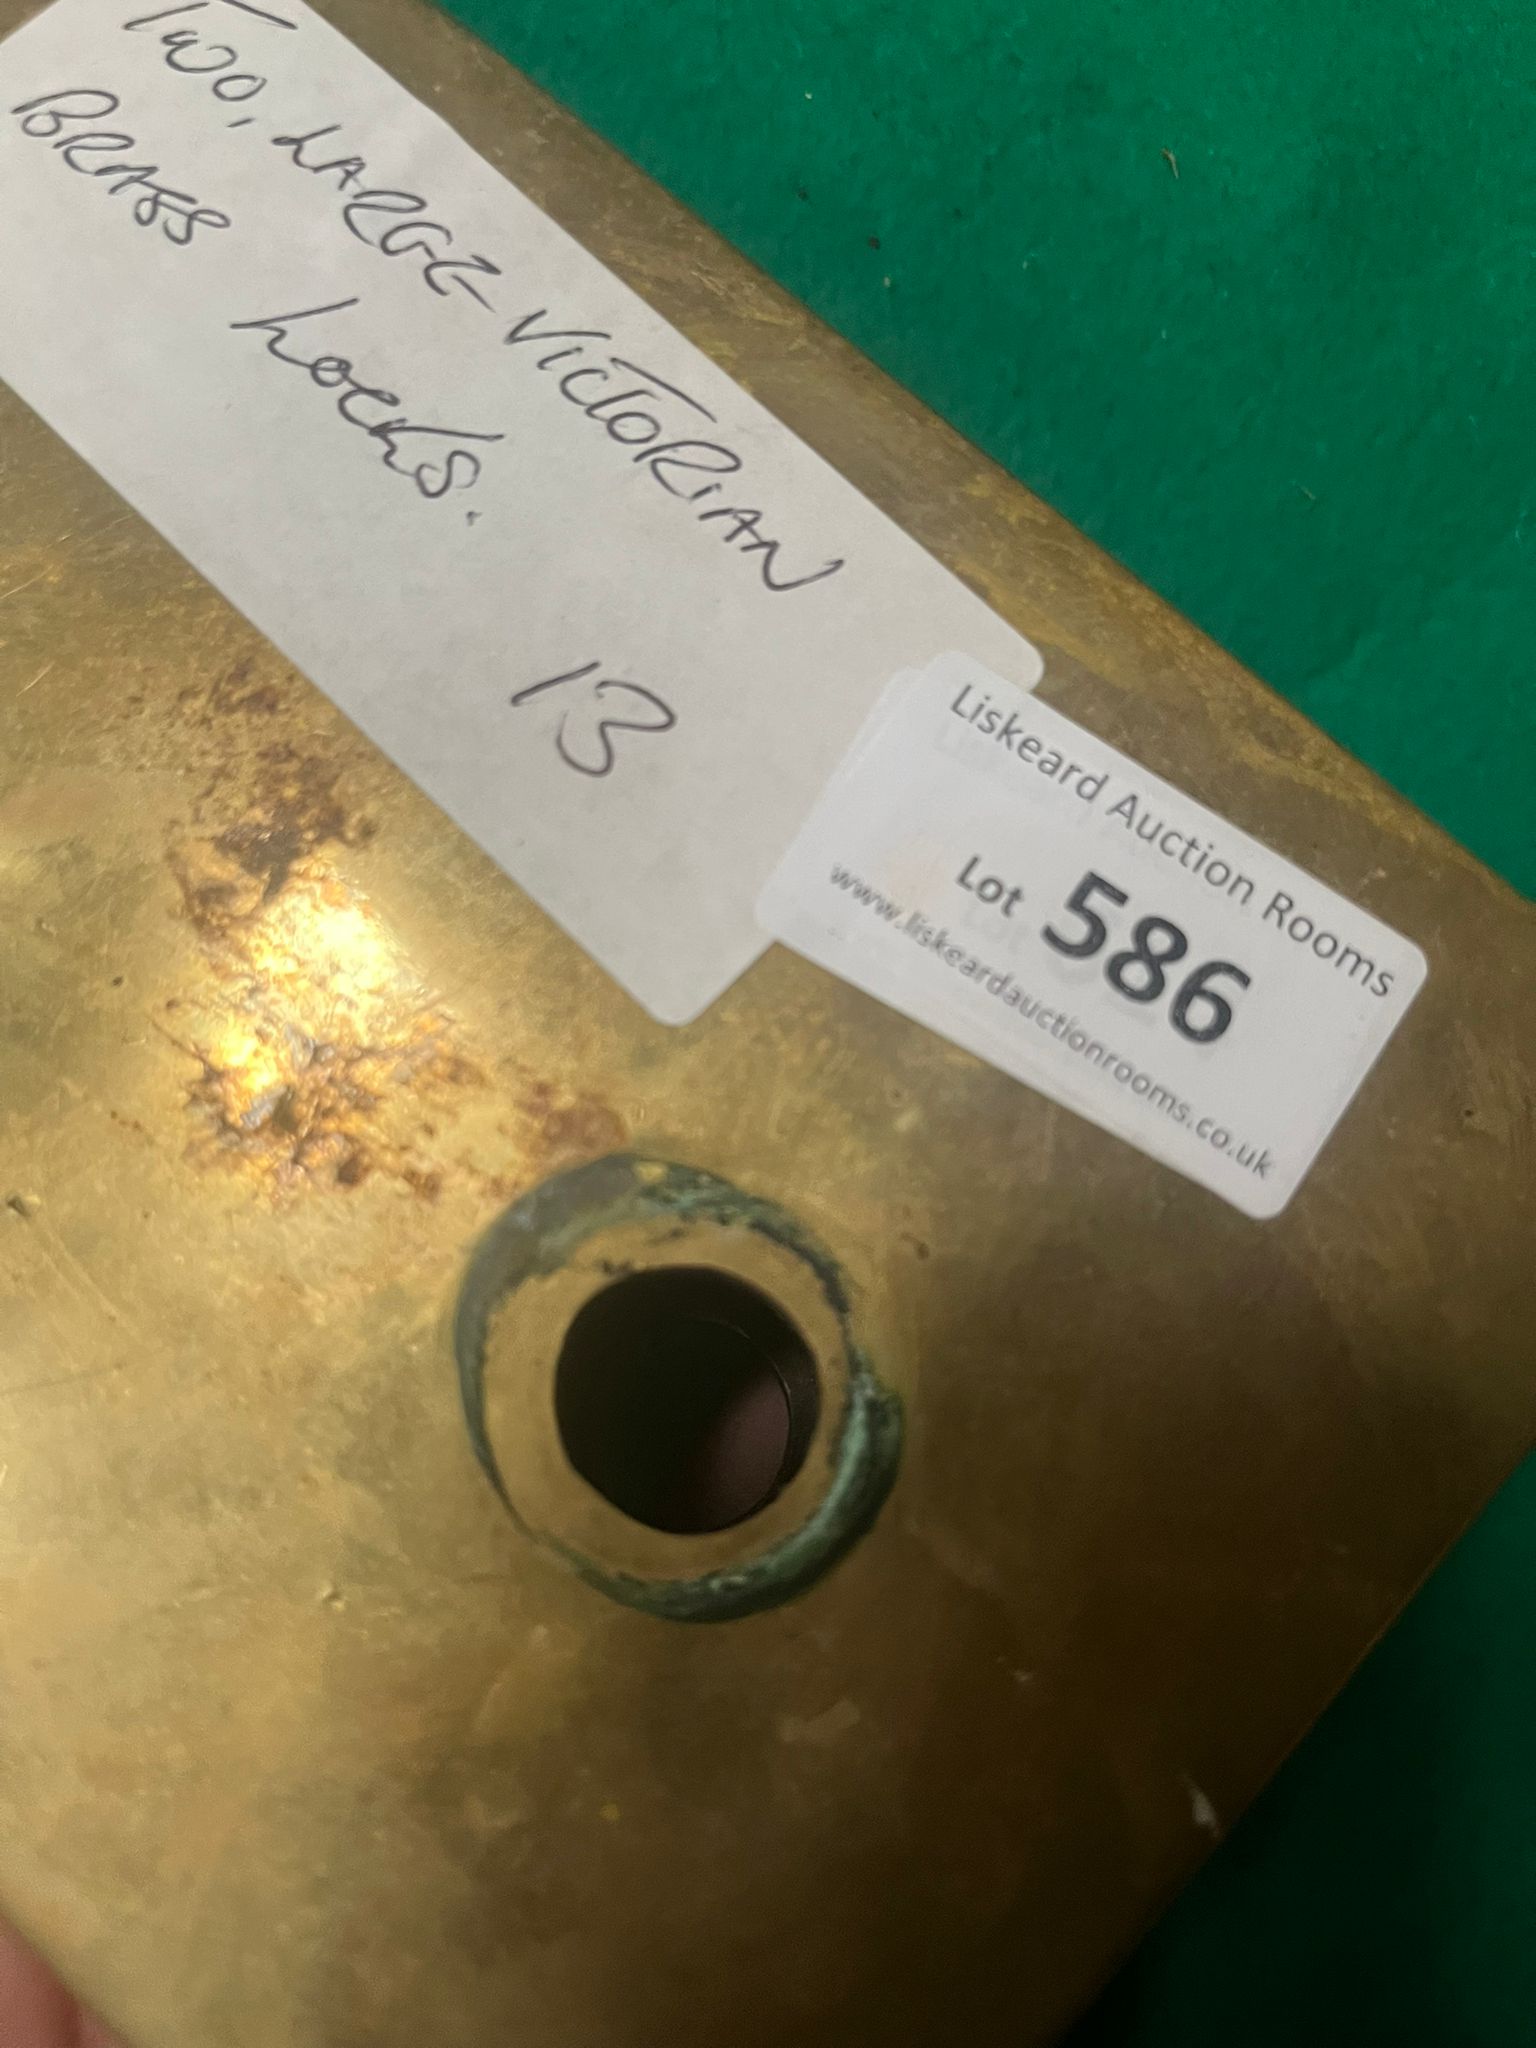 TWO, LARGE VICTORIAN
BRASS Locks.
13
Liskeard Auction Rooms
Lot 586
www.liskeardauctionrooms.co.uk